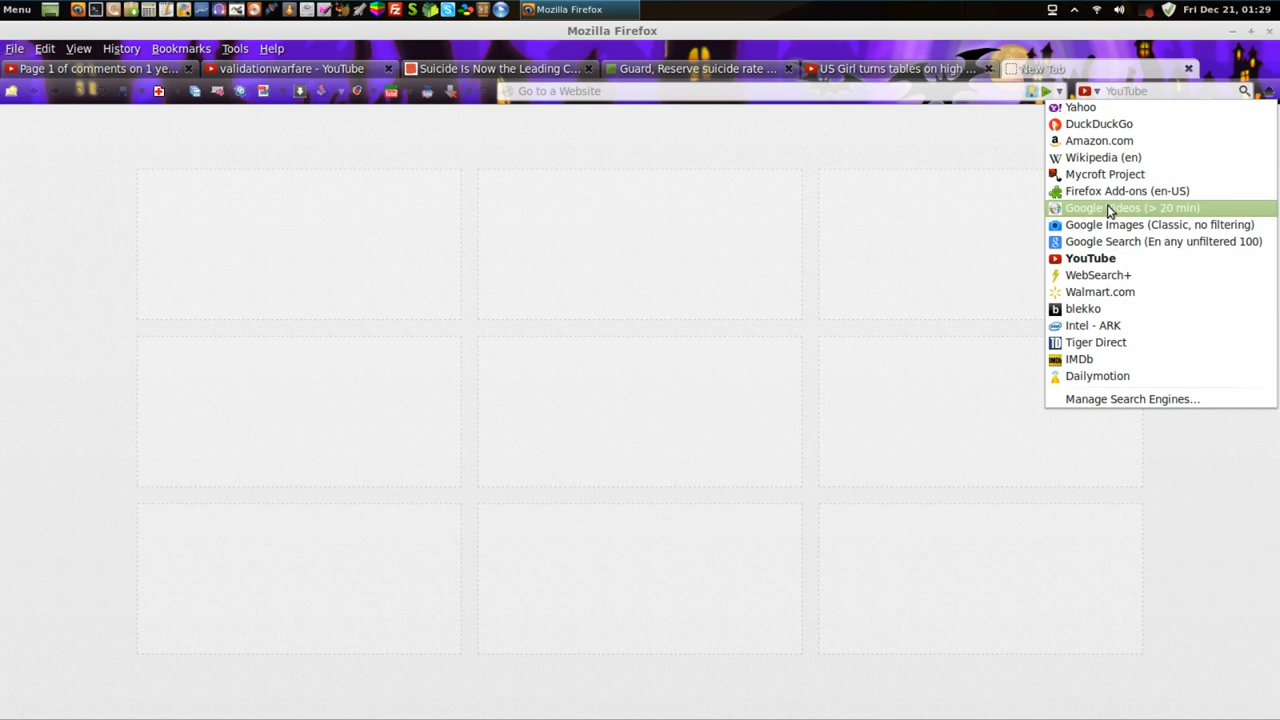 Menu
Mozilla Firefox
Fri Dec 21, 01:29
Mozilla Firefox
File Edit View History Bookmarks Tools Help
Page 1 of comments on 1 ye...
validationwarfare - YouTube
Suicide Is Now the Leading C...
Guard, Reserve suicide rate ...
US Girl turns tables on high ...
New Tab
Go to a Website
YouTube
Yahoo
DuckDuckGo
Amazon.com
Wikipedia (en)
Mycroft Project
Firefox Add-ons (en-US)
Google Videos (> 20 min)
Google Images (Classic, no filtering)
Google Search (En any unfiltered 100)
YouTube
WebSearch+
Walmart.com
blekko
Intel - ARK
Tiger Direct
IMDb
Dailymotion
Manage Search Engines...